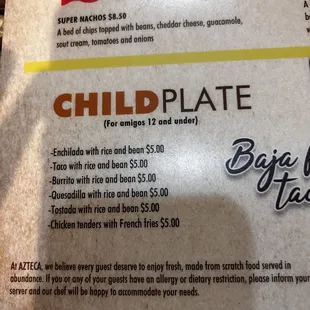 SUPER NACHOS $8.50
A bed of chips topped with beans, cheddar cheese, guacamole,
sour cream, tomatoes and onions
CHILD PLATE
(For amigos 12 and under)
-Enchilada with rice and bean $5.00
-Taco with rice and bean $5.00
-Burrito with rice and bean $5.00
-Quesadilla with rice and bean $5.00
-Tostada with rice and bean $5.00
-Chicken tenders with French fries $5.00
Baja
At AZTECA, we believe every guest deserve to enjoy fresh, made from scratch food served in
abundance. If you or any of your guests have an allergy or dietary restriction, please inform your
server and our chef will be happy to accommodate your needs.